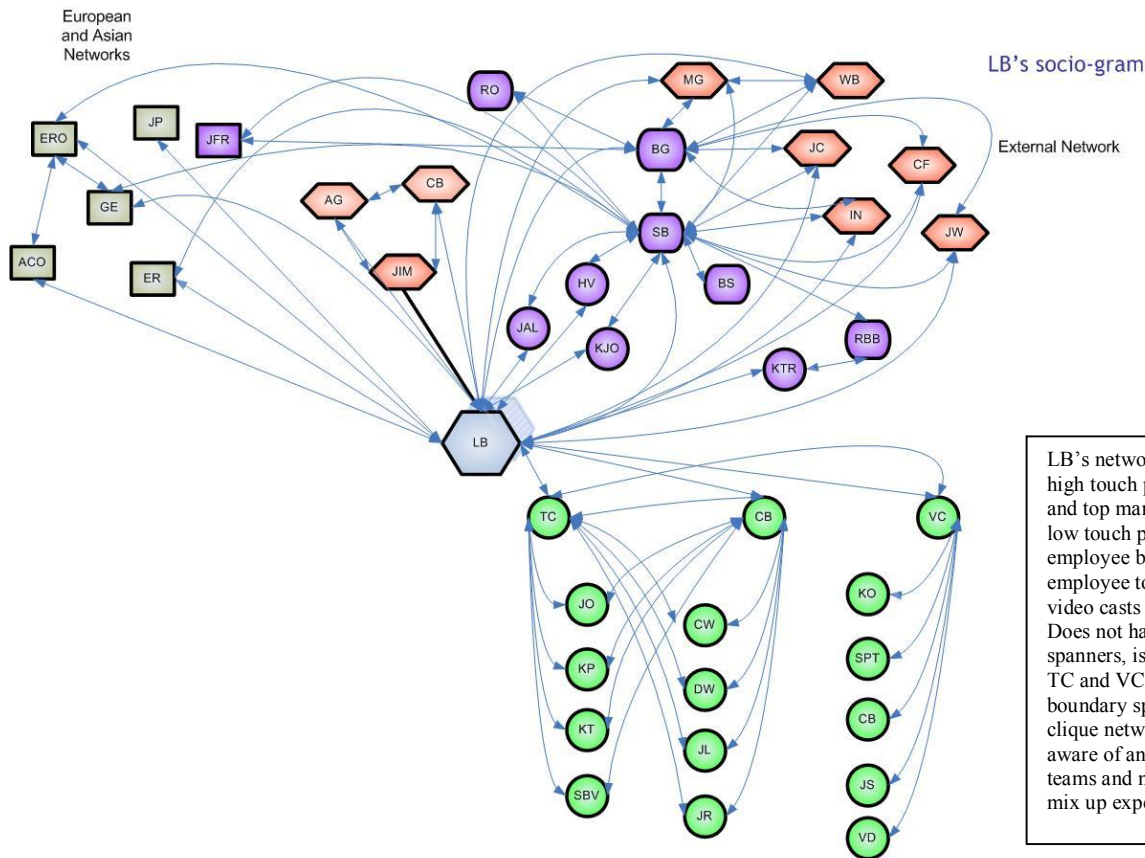 European
and Asian
Networks
LB's socio-gram
MG
WB
RO
ERO
JP
JFR
BG
JC
CF
External Network
CB
AG
GE
IN
JW
SB
ACO
ER
JIM
HV
BS
JAL
KJO
RBB
KTR
LB
LB's netwo
high touch p
and top mar
low touch p
employee b
employee to
video casts
Does not ha
spanners, is
TC and VC
boundary sp
clique netw
aware of an
teams and n
mix up expe
TC
CB
VC
JO
CW
KO
KP
DW
SPT
KT
JL
CB
SBV
JR
JS
VD